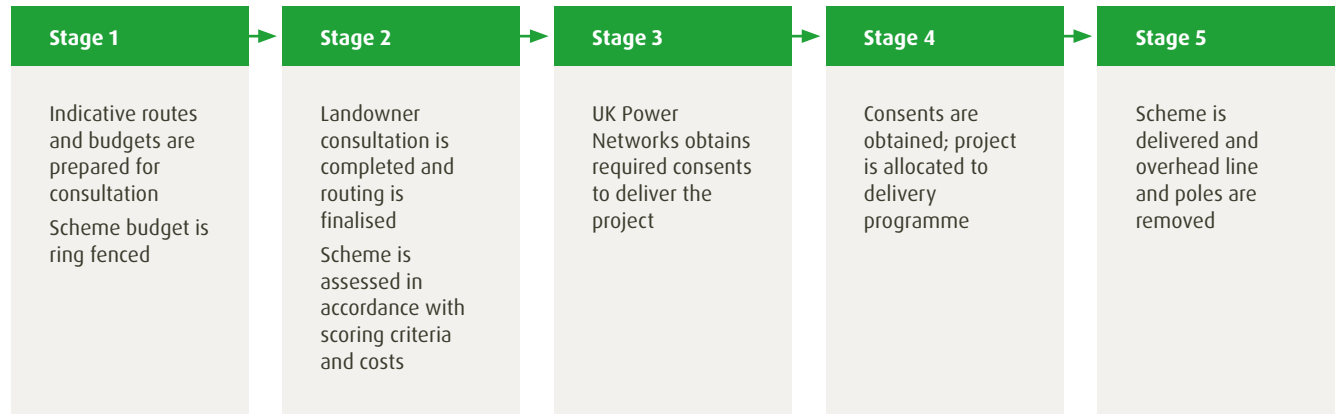 Stage 1
Indicative routes
and budgets are
prepared for
consultation
Scheme budget is
ring fenced
Stage 2
Landowner
consultation is
completed and
routing is
finalised
Scheme is
assessed in
accordance with
scoring criteria
and costs
Stage 3
UK Power
Networks obtains
required consents
to deliver the
project
Stage 4
Consents are
obtained; project
is allocated to
delivery
programme
Stage 5
Scheme is
delivered and
overhead line
and poles are
removed